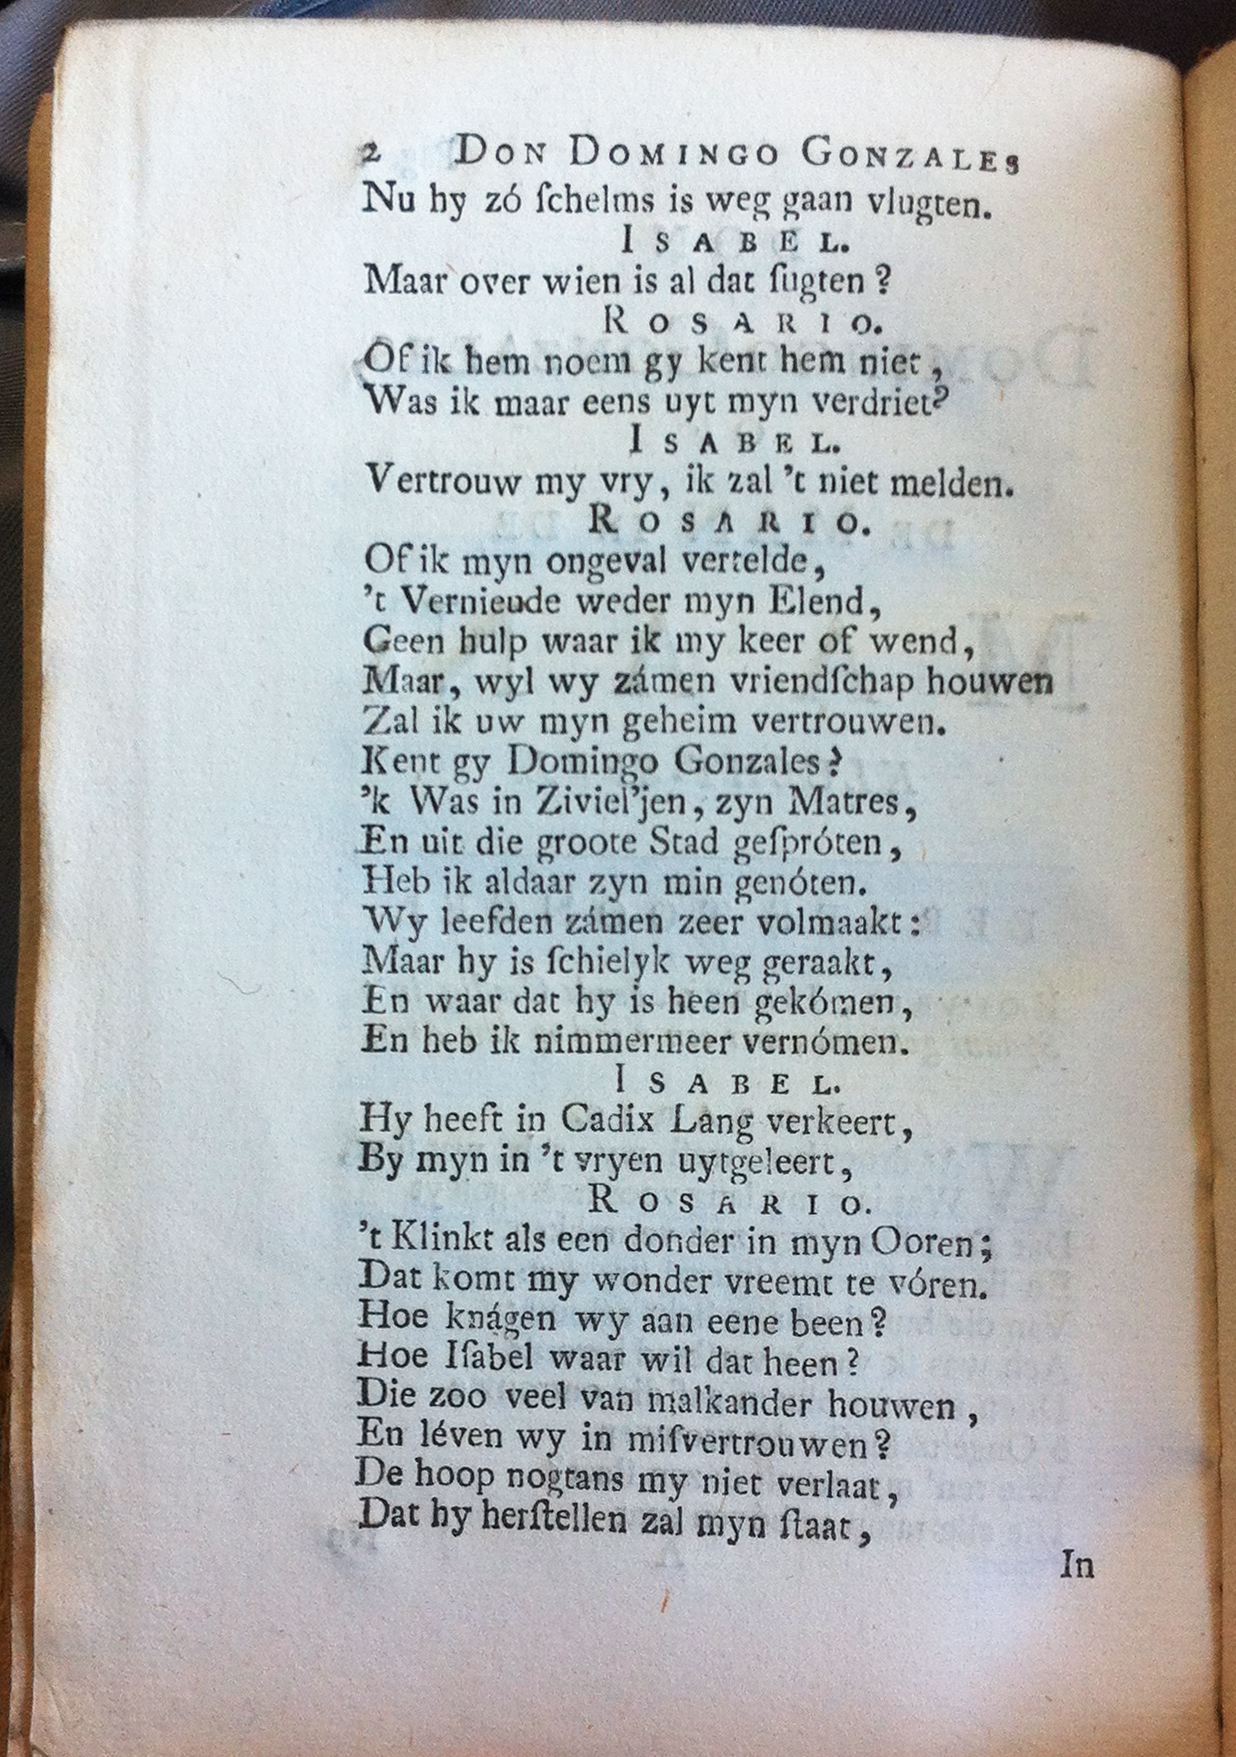 2 DON DOMINGO GONZALES
Nu hy zó ſchelms is weg gaan vlugten.
ISABEL.
Maar over wien is al dat ſugten?
ROSARIO.
Of ik hem noem gy kent hem niet,
Was ik maar eens uyt myn verdriet?
ISABEL.
Vertrouw my vry, ik zal 't niet melden.
ROSARIO.
Of ik myn ongeval vertelde,
't Vernieude weder myn Elend,
Geen hulp waar ik my keer of wend,
Maar, wyl wy zámen vriendſchap houwen
Zal ik uw myn geheim vertrouwen.
Kent gy Domingo Gonzales?
'k Was in Ziviel'jen, zyn Matres,
En uit die groote Stad geſpróten,
Heb ik aldaar zyn min genóten.
Wy leefden zámen zeer volmaakt:
Maar hy is ſchielyk weg geraakt,
En waar dat hy is heen gekómen,
En heb ik nimmermeer vernómen.
ISABEL.
Hy heeft in Cadix Lang verkeert,
By myn in 't vryen uytgeleert,
ROSARIO.
't Klinkt als een donder in myn Ooren;
Dat komt my wonder vreemt te vóren.
Hoe knágen wy aan eene been?
Hoe Iſabel waar wil dat heen?
Die zoo veel van malkander houwen,
En léven wy in miſvertrouwen?
De hoop nogtans my niet verlaat,
Dat hy herſtellen zal myn ſtaat,
In